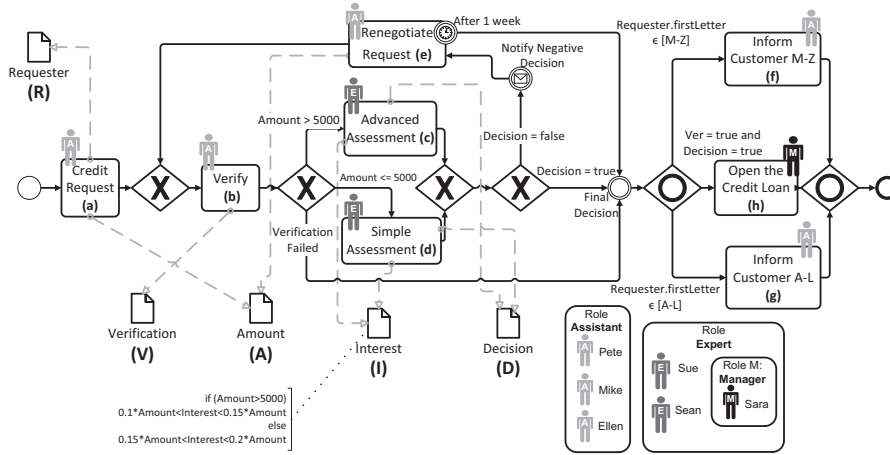 A
Renegotiate
Request (e)
After 1 week
Notify Negative
Decision
Requester.firstLetter
ϵ [M-Z]
A
Inform
Customer M-Z
(f)
Requester
(R)
A
Credit
Request
(a)
X
A
Verify
(b)
X
Amount > 5000
E
Advanced
Assessment (c)
Amount <= 5000
E
Simple
Assessment (d)
Verification
Failed
X
X
Decision = false
Decision = true
Final
Decision
Ver = true and
Decision = true
M
Open the
Credit Loan
(h)
Requester.firstLetter
ϵ [A-L]
A
Inform
Customer A-L
(g)
Verification
(V)
Amount
(A)
Interest
(I)
Decision
(D)
if (Amount>5000)
0.1*Amount<Interest<0.15*Amount
else
0.15*Amount<Interest<0.2*Amount
Role
Assistant
A Pete
A Mike
A Ellen
Role
Expert
E Sue
E Sean
Role M:
Manager
M Sara